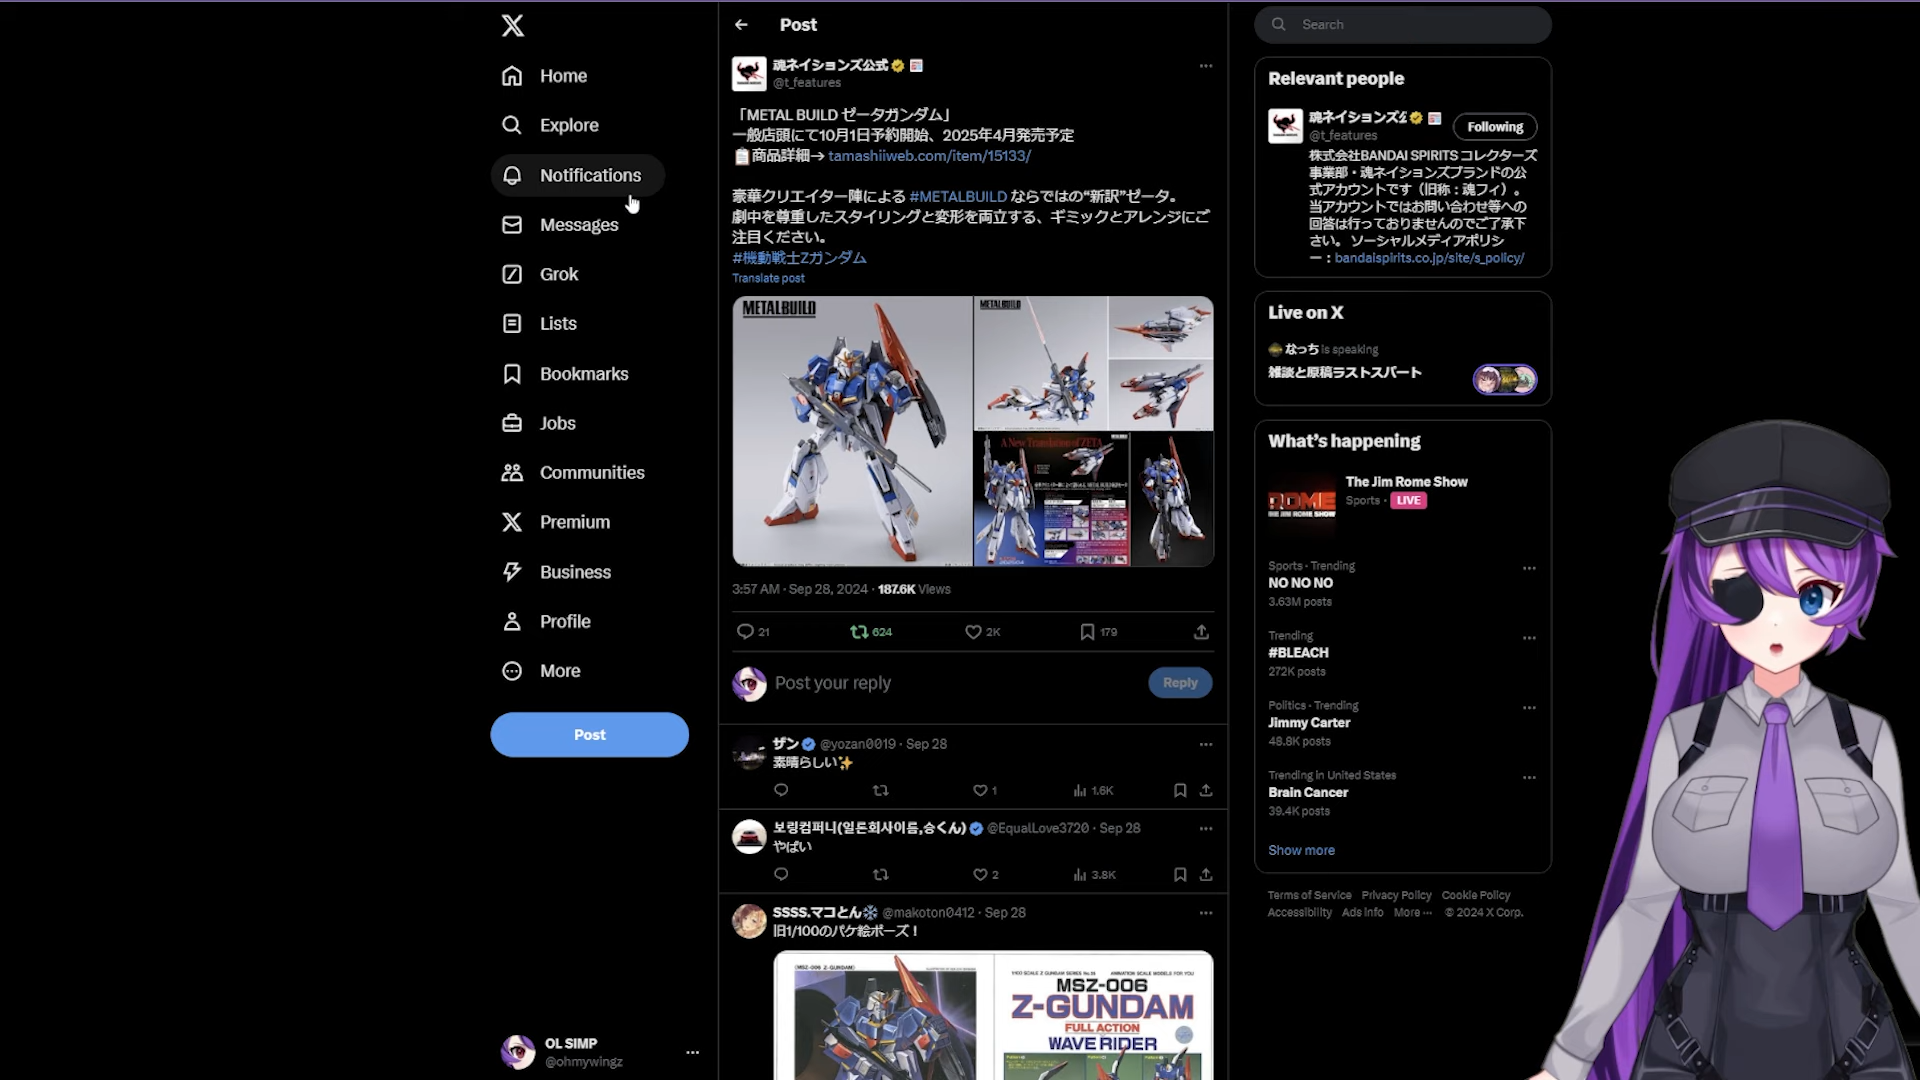 Home
Explore
Notifications
Messages
Grok
Lists
Bookmarks
Jobs
Communities
Premium
Business
Profile
More
Post
OL SIMP
@ohmywingz
Post
魂ネイションズ公式
@t_features
「METAL BUILD ゼータガンダム」
一般店頭にて10月1日予約開始、2025年4月発売予定
📋商品詳細→ tamashiiweb.com/item/15133/
豪華クリエイター陣による #METALBUILD ならではの“新訳”ゼータ。
劇中を尊重したスタイリングと変形を両立する、ギミックとアレンジにご
注目ください。
#機動戦士Zガンダム
Translate post
METAL BUILD
METAL BUILD
A New Translation of ZETA
3:57 AM · Sep 28, 2024 · 187.6K Views
21 624 2K 179
Post your reply
Reply
ザン @yozan0019 · Sep 28
素晴らしい✨
1 1.6K
보링컴퍼니(일론회사이름,승くん) @EqualLove3720 · Sep 28
やばい
2 3.8K
SSSS.マコとん❄ @makoton0412 · Sep 28
旧1/100のパケ絵ポーズ！
(MSZ-006 Z-GUNDAM)
MSZ-006
Z-GUNDAM
FULL ACTION
WAVE RIDER
Search
Relevant people
魂ネイションズ公
@t_features
Following
株式会社BANDAI SPIRITS コレクターズ
事業部・魂ネイションズブランドの公
式アカウントです（旧称：魂フィ）。
当アカウントではお問い合わせ等への
回答は行っておりませんのでご了承下
さい。 ソーシャルメディアポリシ
ー：bandaispirits.co.jp/site/s_policy/
Live on X
なっち is speaking
雑談と原稿ラストスパート
What's happening
ROME
THE JIM ROME SHOW
The Jim Rome Show
Sports · LIVE
Sports · Trending
NO NO NO
3.63M posts
Trending
#BLEACH
272K posts
Politics · Trending
Jimmy Carter
48.8K posts
Trending in United States
Brain Cancer
39.4K posts
Show more
Terms of Service Privacy Policy Cookie Policy
Accessibility Ads info More ··· © 2024 X Corp.